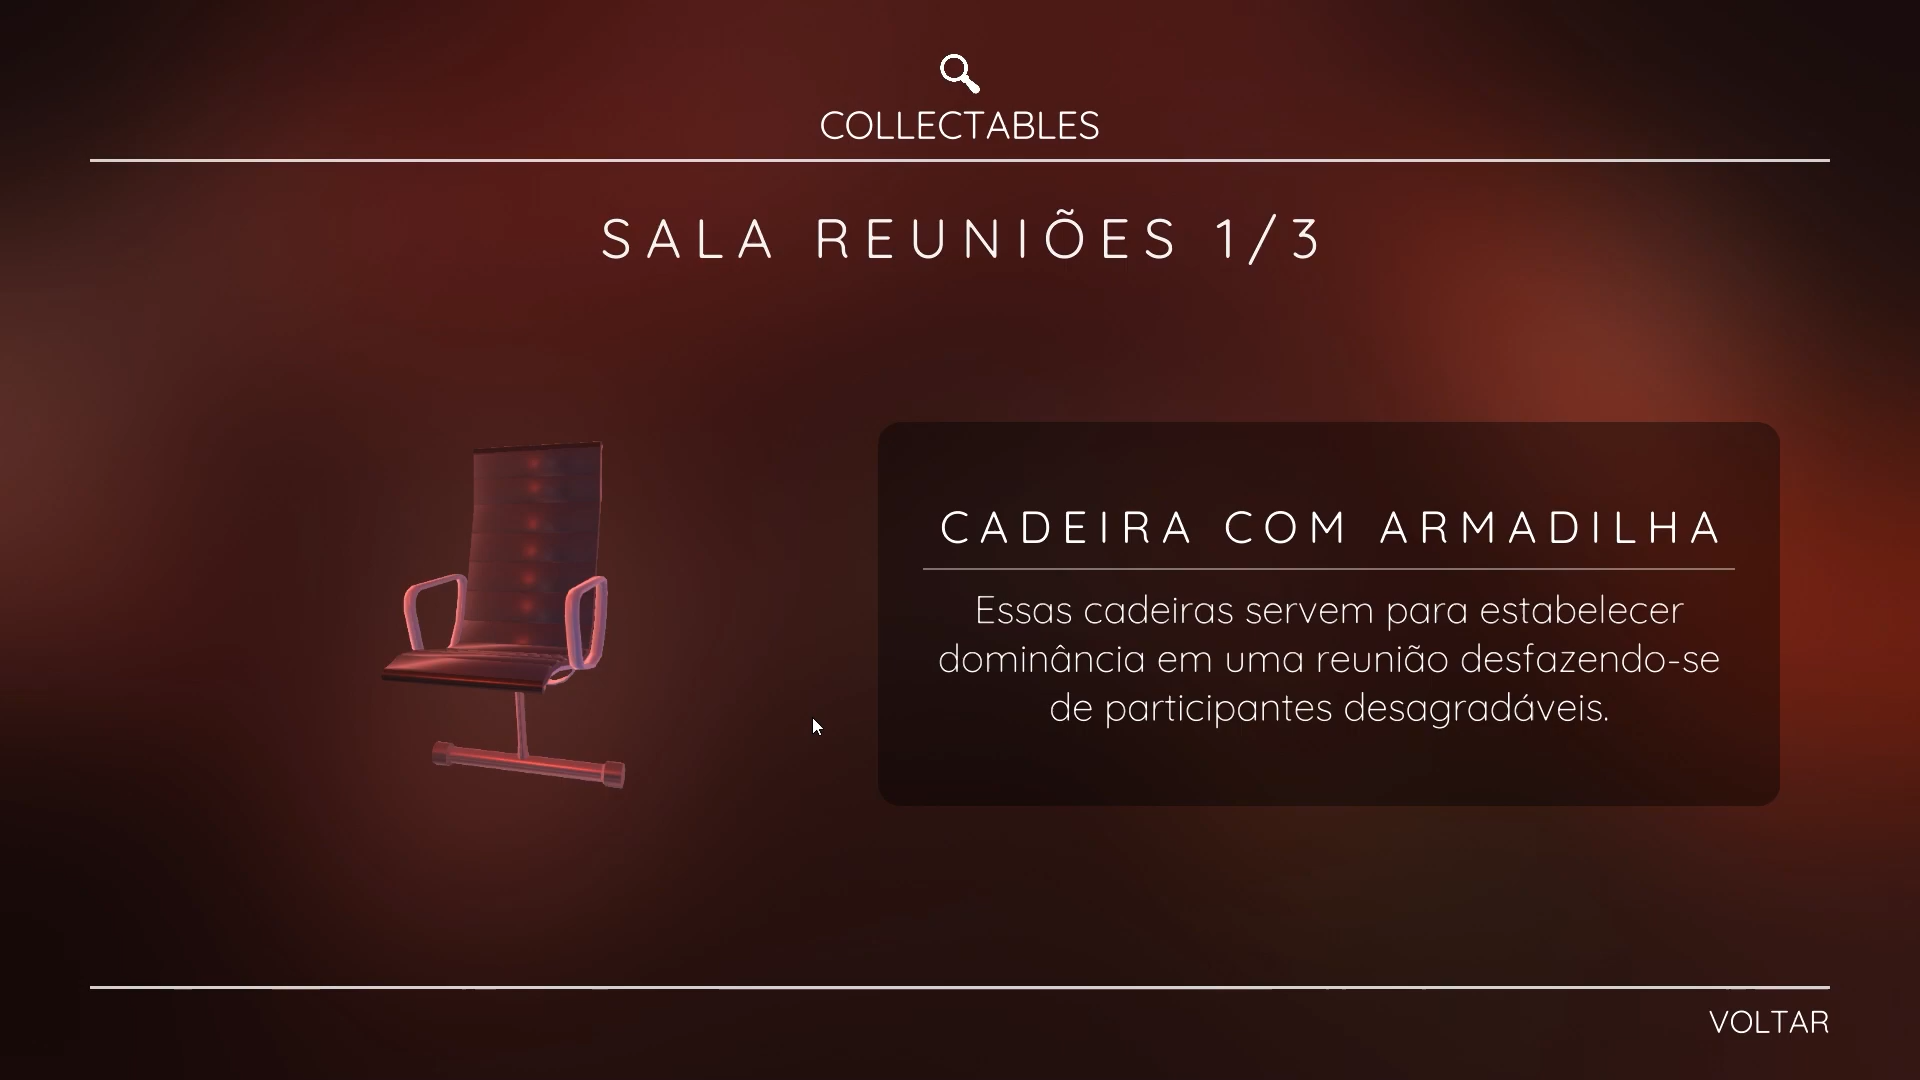 COLLECTABLES
SALA REUNIÕES 1/3
CADEIRA COM ARMADILHA
Essas cadeiras servem para estabelecer
dominância em uma reunião desfazendo-se
de participantes desagradáveis.
VOLTAR